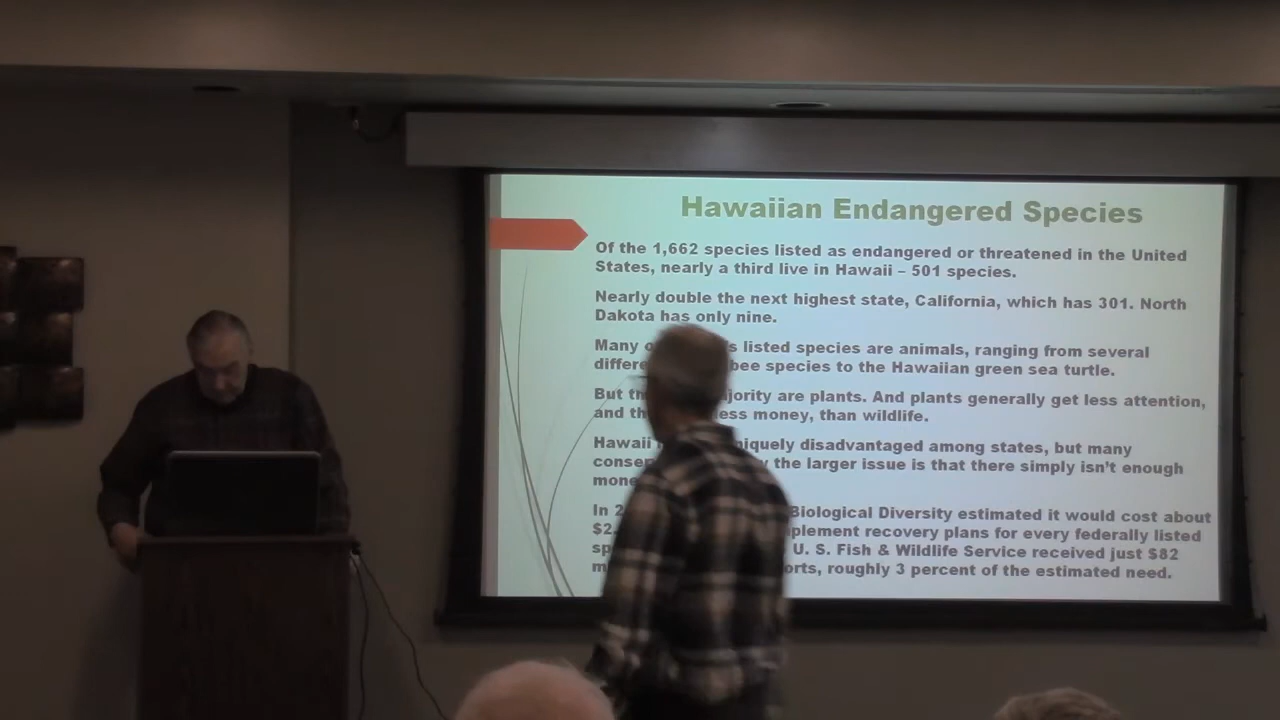 Hawaiian Endangered Species
Of the 1,662 species listed as endangered or threatened in the United
States, nearly a third live in Hawaii – 501 species.
Nearly double the next highest state, California, which has 301. North
Dakota has only nine.
Many listed species are animals, ranging from several
bee species to the Hawaiian green sea turtle.
But are plants. And plants generally get less attention,
and money, than wildlife.
Hawaii disadvantaged among states, but many
the larger issue is that there simply isn't enough
In Biological Diversity estimated it would cost about
recovery plans for every federally listed
U. S. Fish & Wildlife Service received just $82
roughly 3 percent of the estimated need.